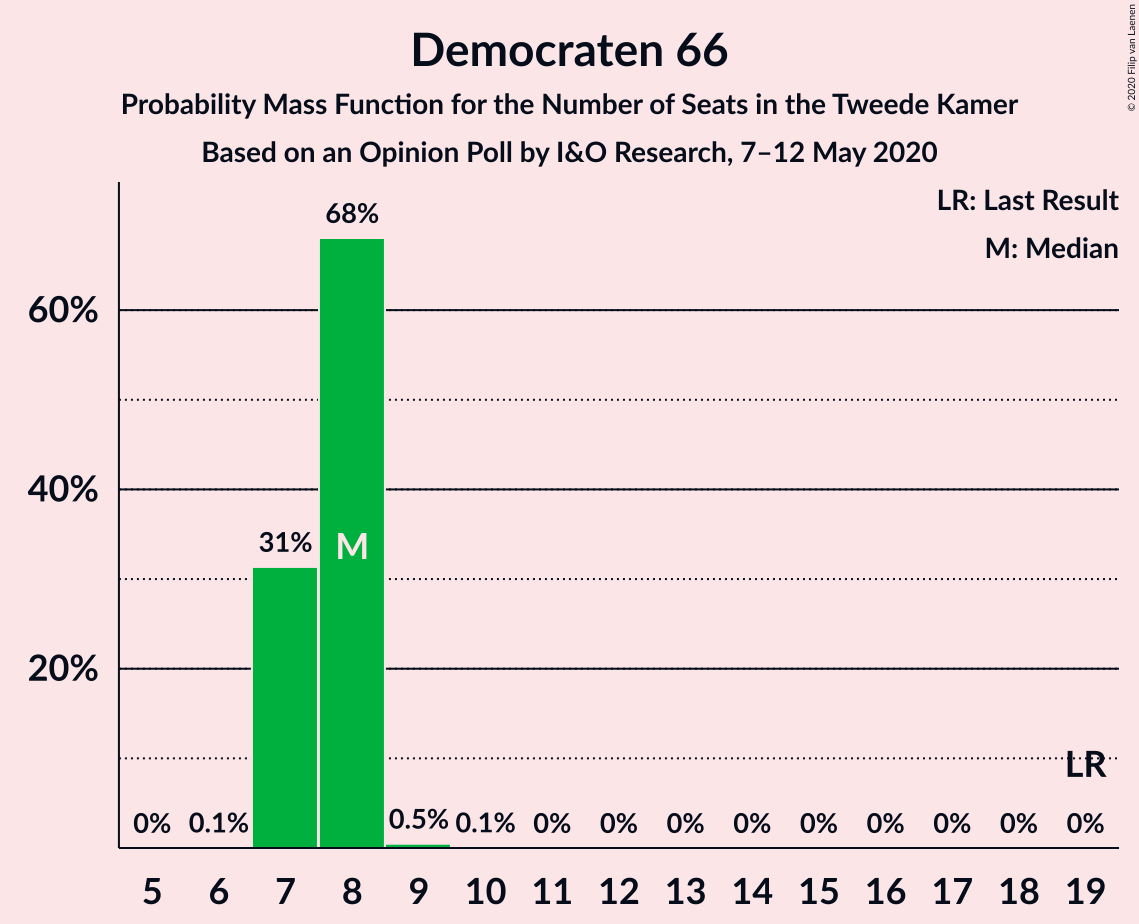 Democraten 66
Probability Mass Function for the Number of Seats in the Tweede Kamer
Based on an Opinion Poll by I&O Research, 7–12 May 2020
© 2020 Filip van Laenen
LR: Last Result
M: Median
68%
60%
40%
31%
M
20%
LR
0% 0.1% 0.5% 0.1% 0% 0% 0% 0% 0% 0% 0% 0% 0%
5 6 7 8 9 10 11 12 13 14 15 16 17 18 19